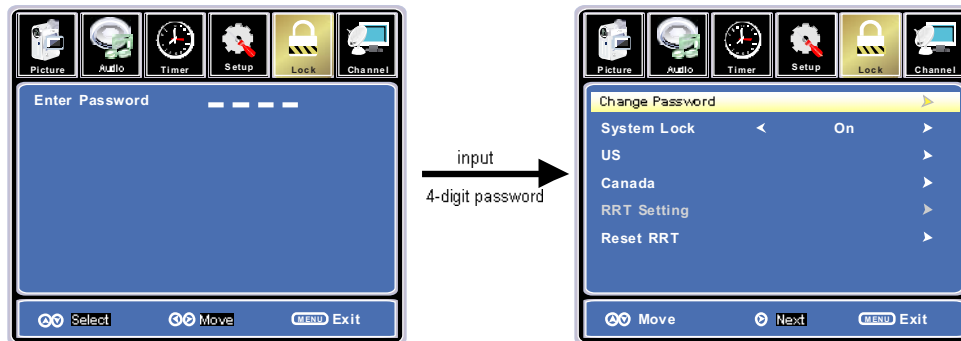 Picture Audio Timer Setup Lock Channel
Enter Password _ _ _ _
Select Move MENU Exit
input
4-digit password
Picture Audio Timer Setup Lock Channel
Change Password
System Lock On
US
Canada
RRT Setting
Reset RRT
Move Next MENU Exit